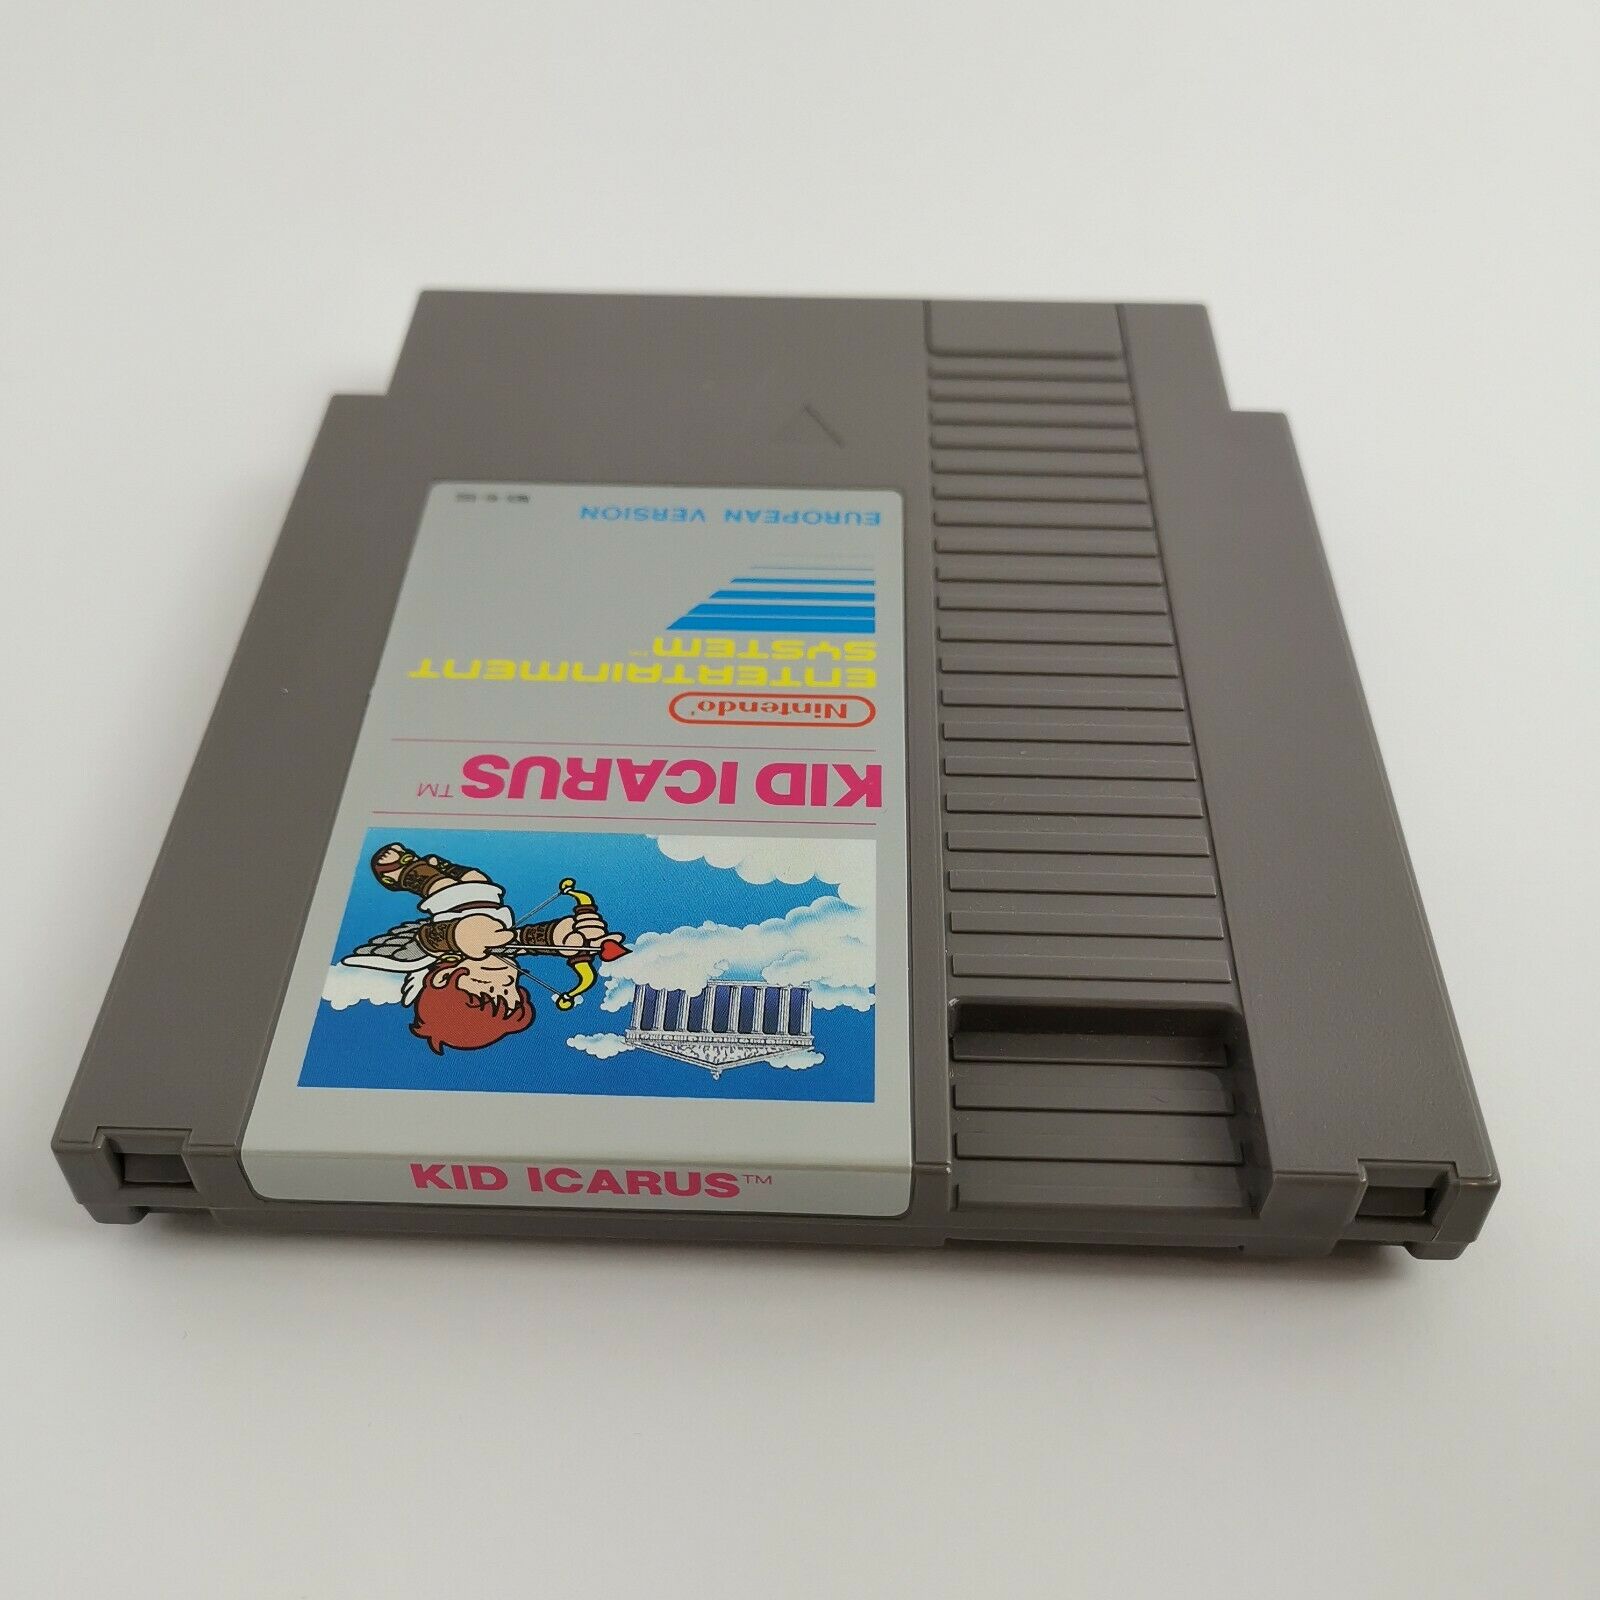 EUROPEAN VERSION
ENTERTAINMENT
SYSTEM™
Nintendo®
KID ICARUS™
KID ICARUS™